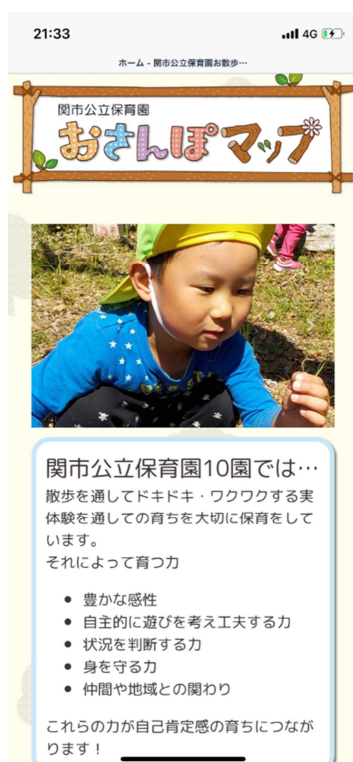 21:33
4G
ホーム - 関市公立保育園お散歩…
関市公立保育園
おさんぽマップ
関市公立保育園10園では…
散歩を通してドキドキ・ワクワクする実
体験を通しての育ちを大切に保育をして
います。
それによって育つ力
• 豊かな感性
• 自主的に遊びを考え工夫する力
• 状況を判断する力
• 身を守る力
• 仲間や地域との関わり
これらの力が自己肯定感の育ちにつなが
ります！